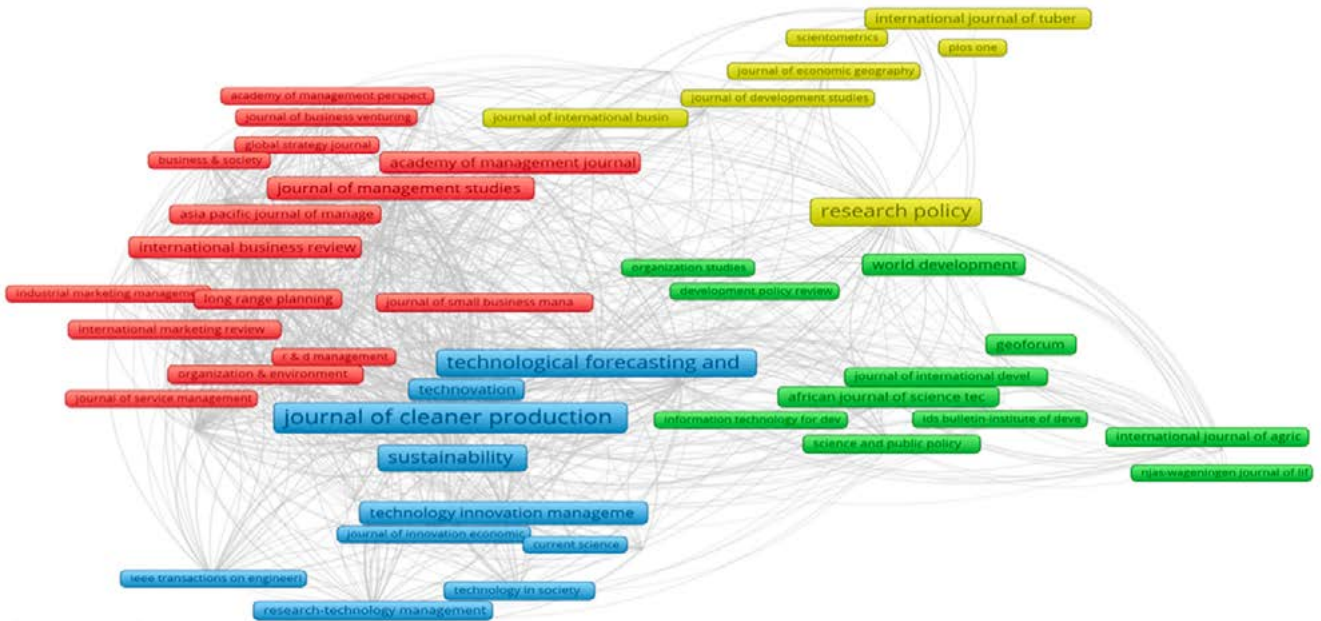 international journal of tuber
scientometrics
plos one
journal of economic geography
journal of development studies
journal of international busin
academy of management perspect
journal of business venturing
global strategy journal
business & society
academy of management journal
journal of management studies
asia pacific journal of manage
research policy
international business review
organization studies
world development
development policy review
industrial marketing manageme
long range planning
journal of small business mana
international marketing review
geoforum
r & d management
technological forecasting and
organization & environment
journal of international devel
technovation
african journal of science tec
journal of service management
journal of cleaner production
information technology for dev
ids bulletin-institute of deve
science and public policy
international journal of agric
sustainability
njas-wageningen journal of lif
technology innovation manageme
journal of innovation economic
current science
ieee transactions on engineeri
technology in society
research-technology management